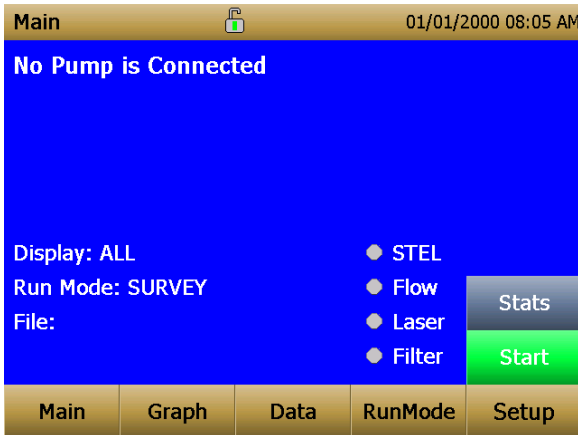 Main 01/01/2000 08:05 AM
No Pump is Connected
Display: ALL
STEL
Run Mode: SURVEY
Flow
File:
Laser
Filter
Stats
Start
Main Graph Data RunMode Setup